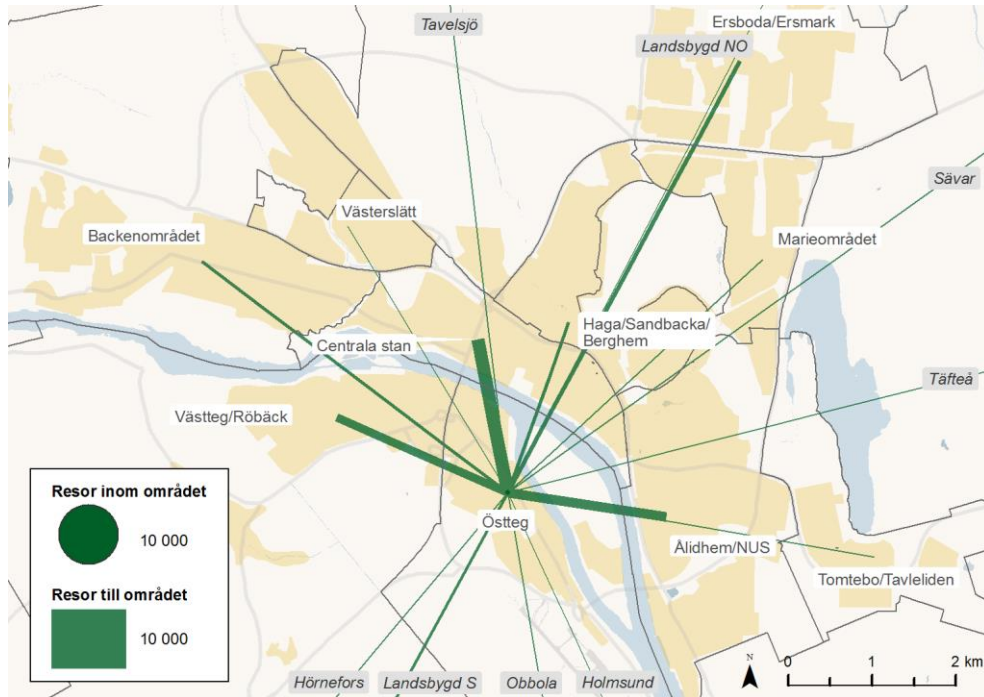 Tavelsjö
Ersboda/Ersmark
Landsbygd NO
Sävar
Västerslätt
Backenområdet
Marieområdet
Haga/Sandbacka/
Berghem
Centrala stan
Täfteå
Västteg/Röbäck
Resor inom området
10 000
Östteg
Ålidhem/NUS
Tomtebo/Tavleliden
Resor till området
10 000
Hörnefors
Landsbygd S
Obbola
Holmsund
N
0 1 2 km